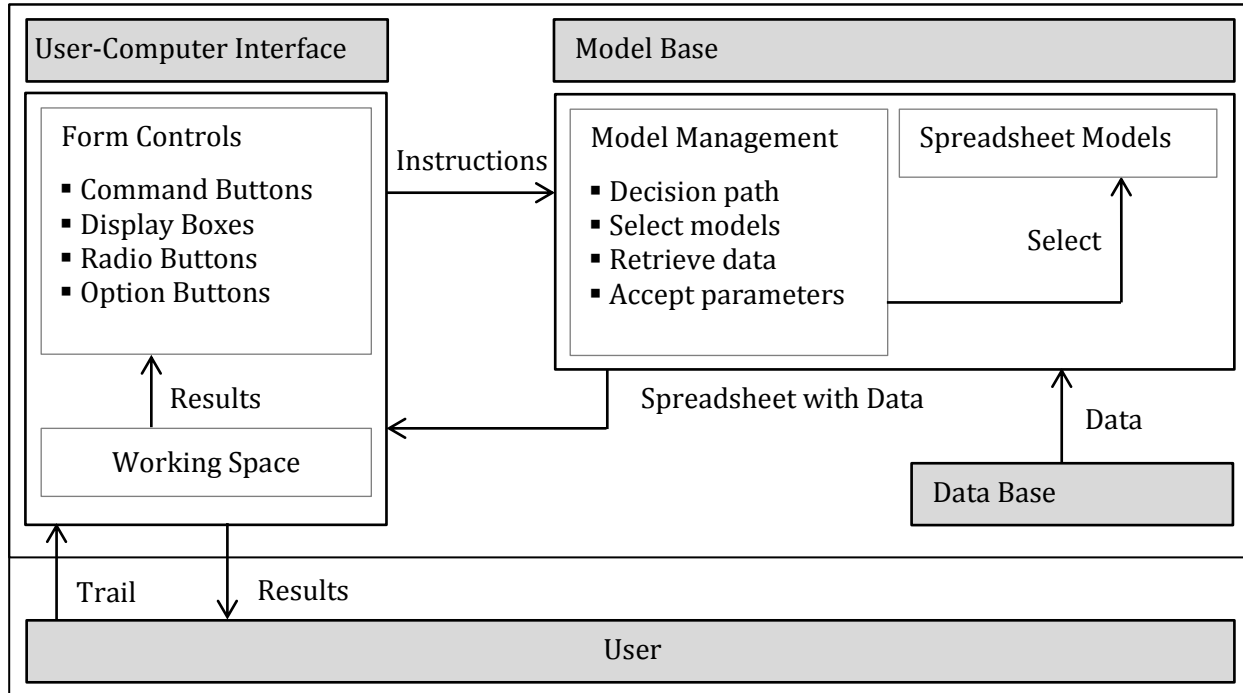 User-Computer Interface
Model Base
Form Controls
▪ Command Buttons
▪ Display Boxes
▪ Radio Buttons
▪ Option Buttons
Results
Working Space
Instructions
Model Management
▪ Decision path
▪ Select models
▪ Retrieve data
▪ Accept parameters
Spreadsheet Models
Select
Spreadsheet with Data
Data
Data Base
Trail
Results
User